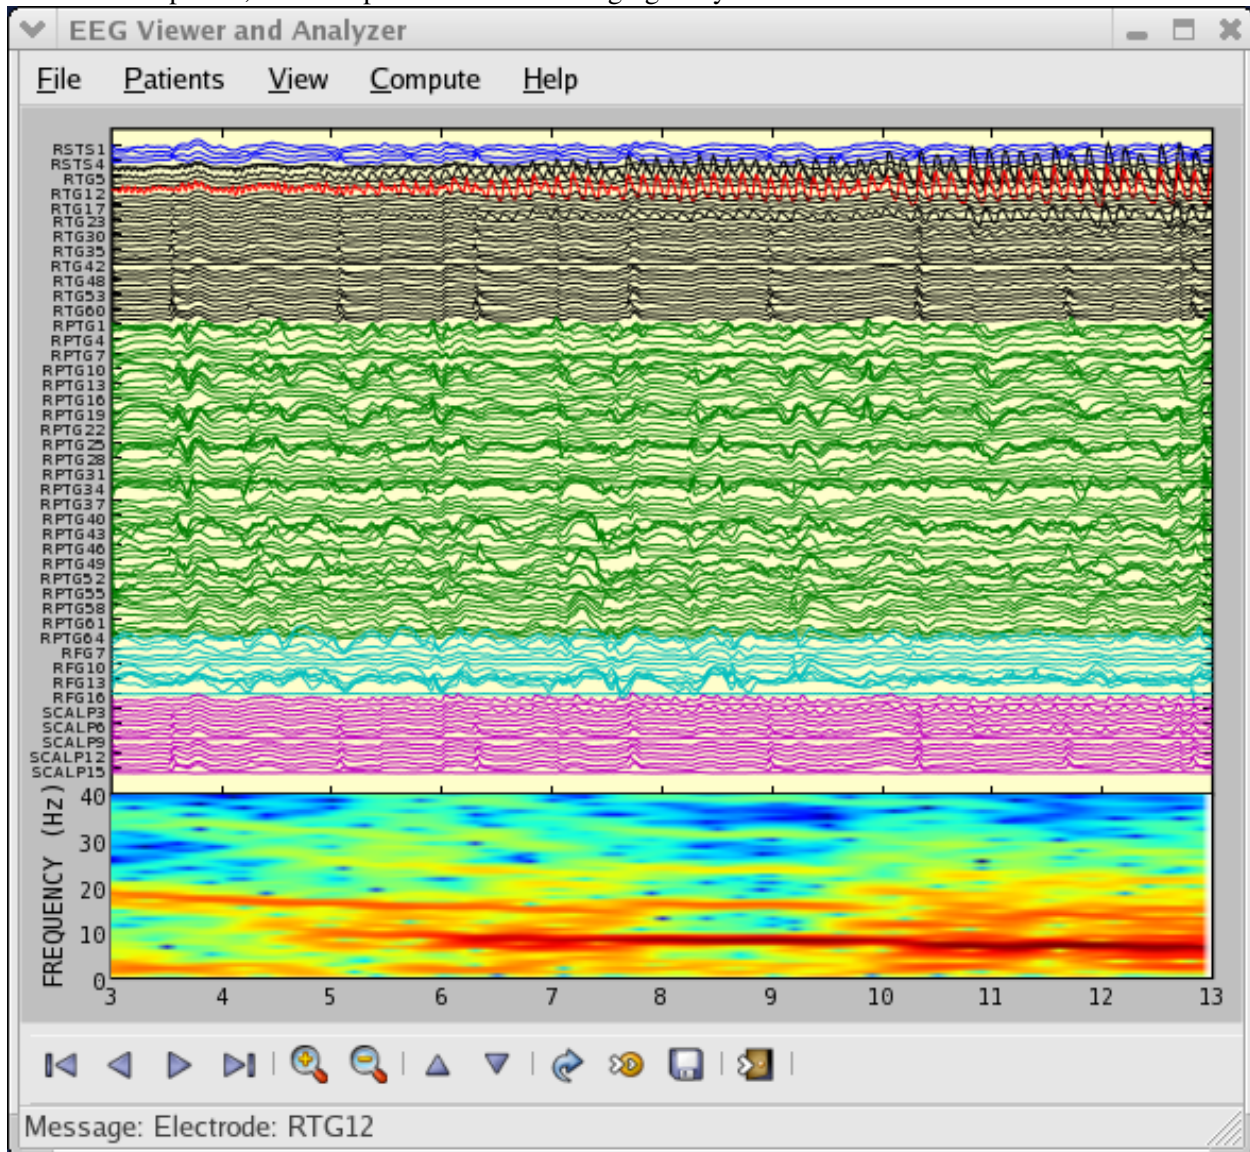 EEG Viewer and Analyzer
File Patients View Compute Help
RSTS1
RSTS4
RTG5
RTG12
RTG17
RTG23
RTG30
RTG35
RTG42
RTG48
RTG53
RTG60
RPTG1
RPTG4
RPTG7
RPTG10
RPTG13
RPTG16
RPTG19
RPTG22
RPTG25
RPTG28
RPTG31
RPTG34
RPTG37
RPTG40
RPTG43
RPTG46
RPTG49
RPTG52
RPTG55
RPTG58
RPTG61
RPTG64
RFG7
RFG10
RFG13
RFG16
SCALP3
SCALP6
SCALP9
SCALP12
SCALP15
FREQUENCY (Hz)
40
30
20
10
0
3 4 5 6 7 8 9 10 11 12 13
Message: Electrode: RTG12